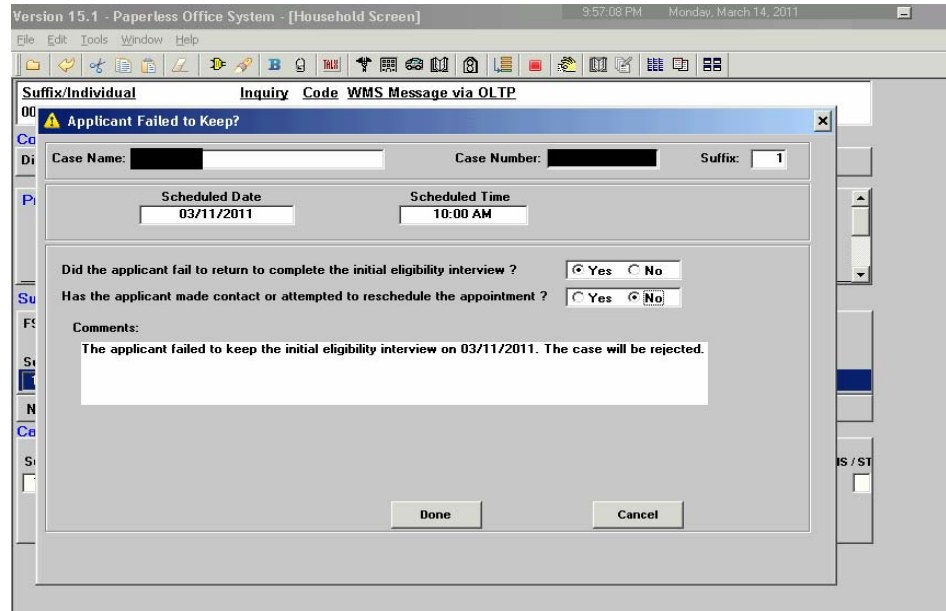 Version 15.1 - Paperless Office System - [Household Screen] 9:57:08 PM Monday, March 14, 2011
File Edit Tools Window Help
Suffix/Individual Inquiry Code WMS Message via OLTP
00
Applicant Failed to Keep?
Di
Case Name: Case Number: Suffix: 1
Scheduled Date Scheduled Time
03/11/2011 10:00 AM
Did the applicant fail to return to complete the initial eligibility interview ? Yes No
Has the applicant made contact or attempted to reschedule the appointment ? Yes No
Su
Comments:
The applicant failed to keep the initial eligibility interview on 03/11/2011. The case will be rejected.
N
IS / ST
Done Cancel